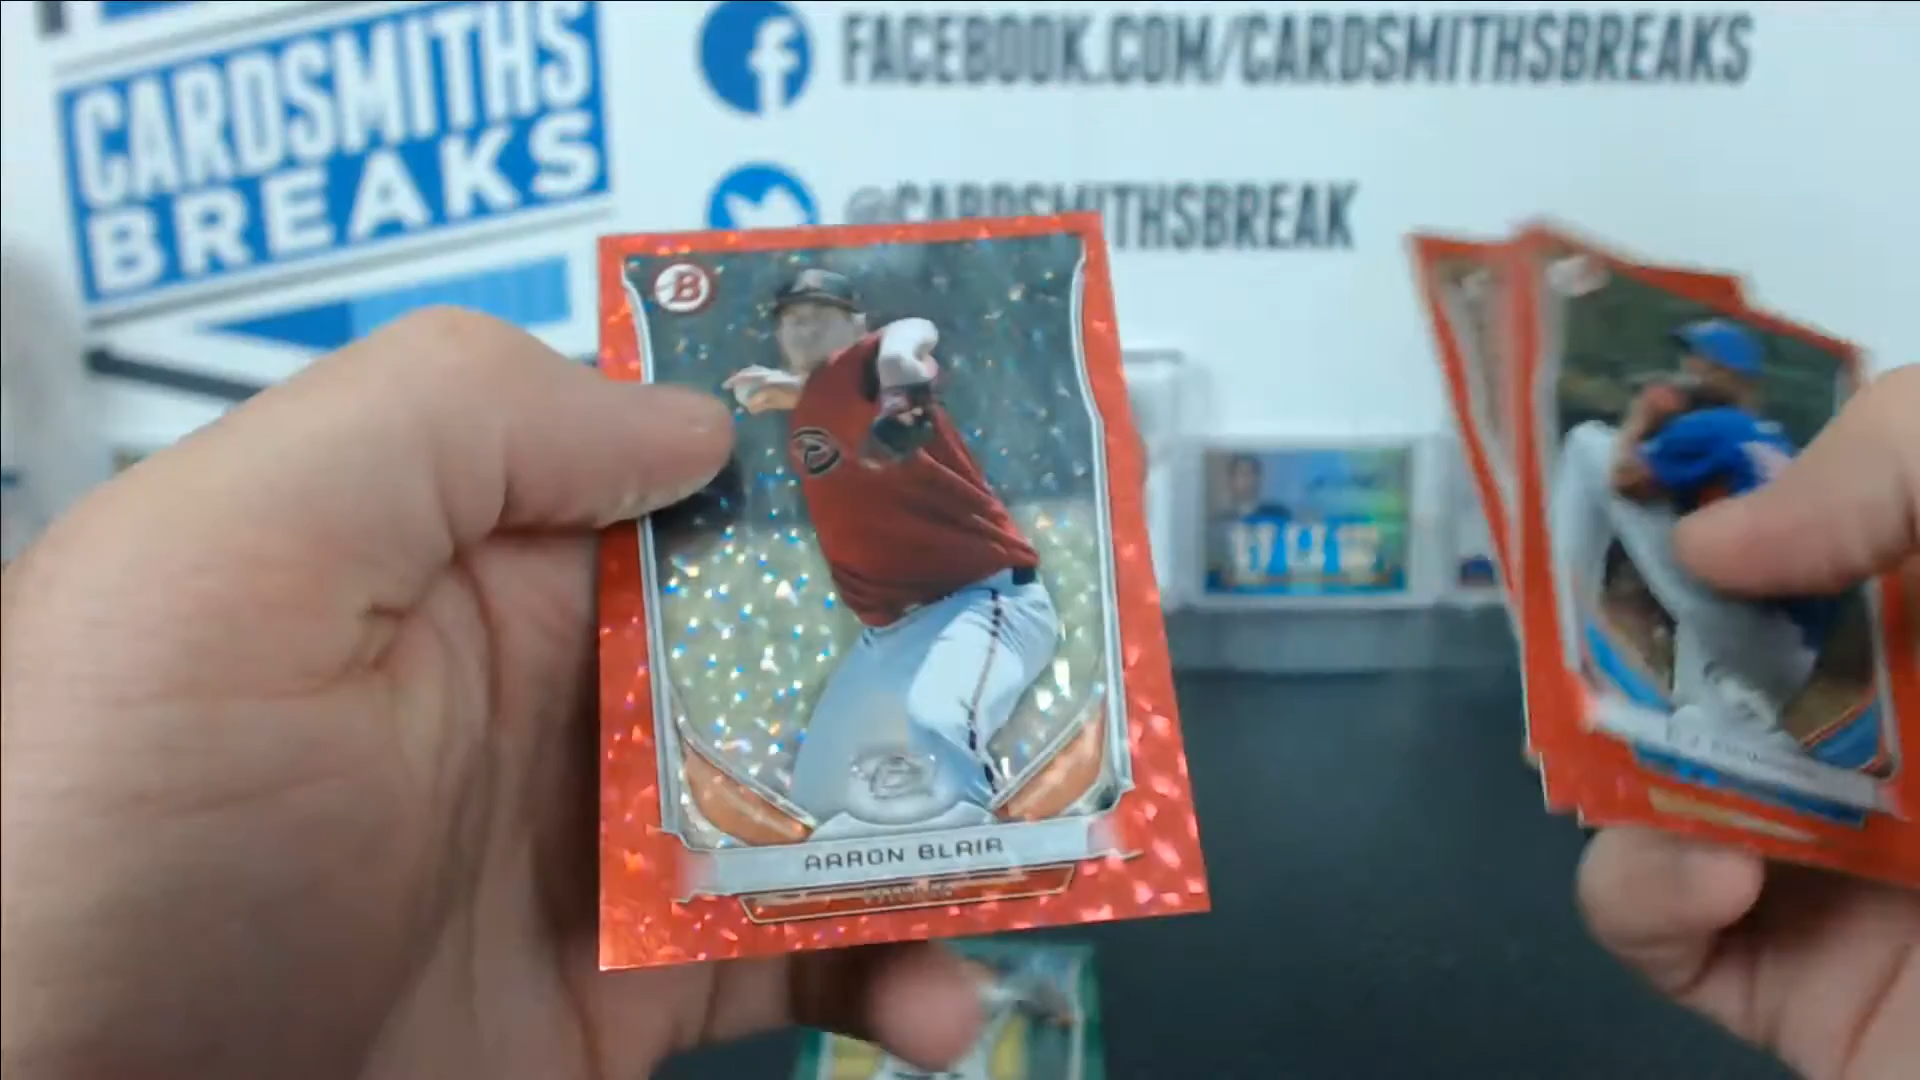 CARDSMITHS
BREAKS
FACEBOOK.COM/CARDSMITHSBREAKS
@CARDSMITHSBREAK
B
AARON BLAIR